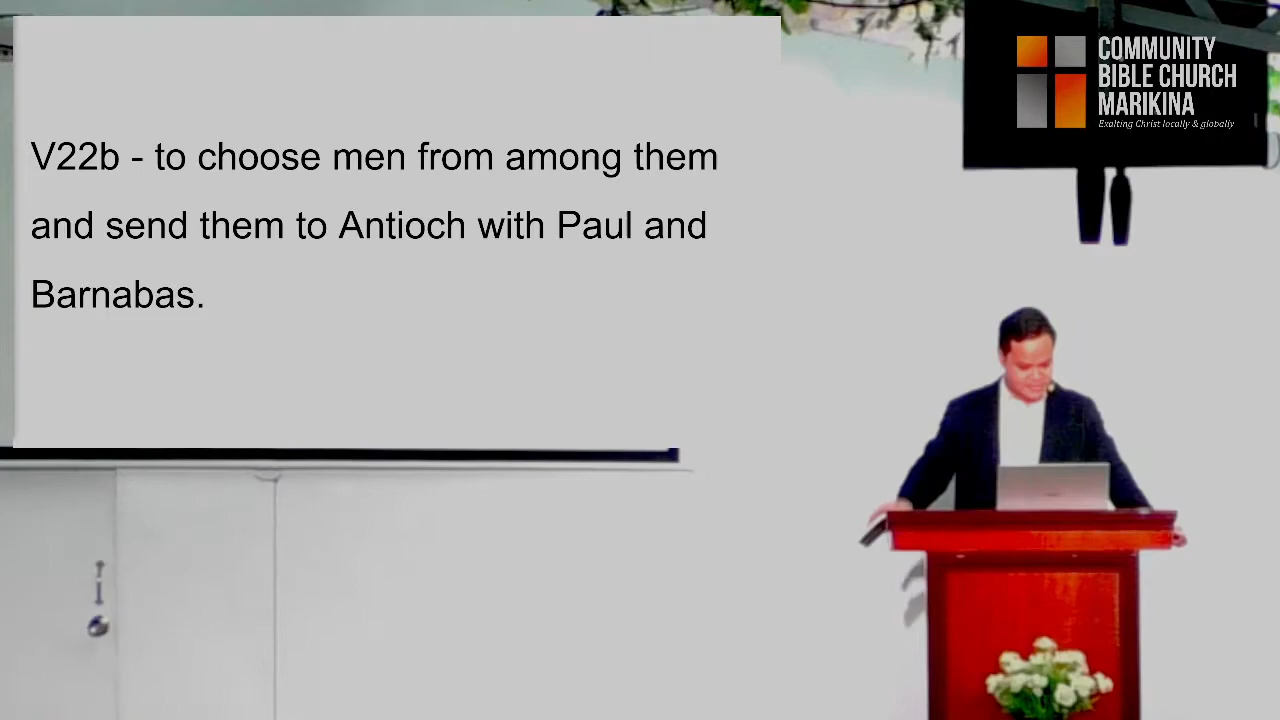 V22b - to choose men from among them
and send them to Antioch with Paul and
Barnabas.
COMMUNITY
BIBLE CHURCH
MARIKINA
Exalting Christ locally & globally